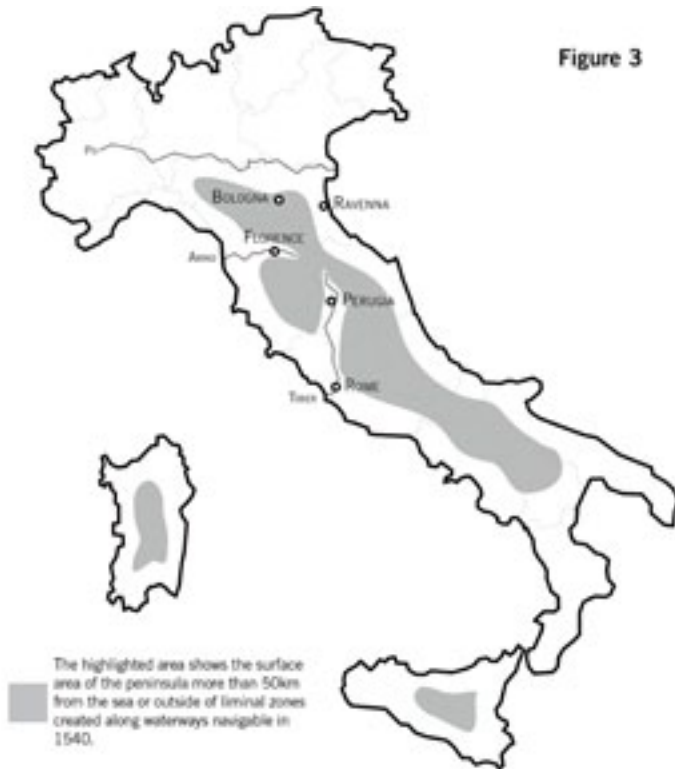 Figure 3
Po
BOLOGNA
RAVENNA
FLORENCE
ARNO
PERUGIA
TIBER
ROME
The highlighted area shows the surface
area of the peninsula more than 50km
from the sea or outside of liminal zones
created along waterways navigable in
1540.